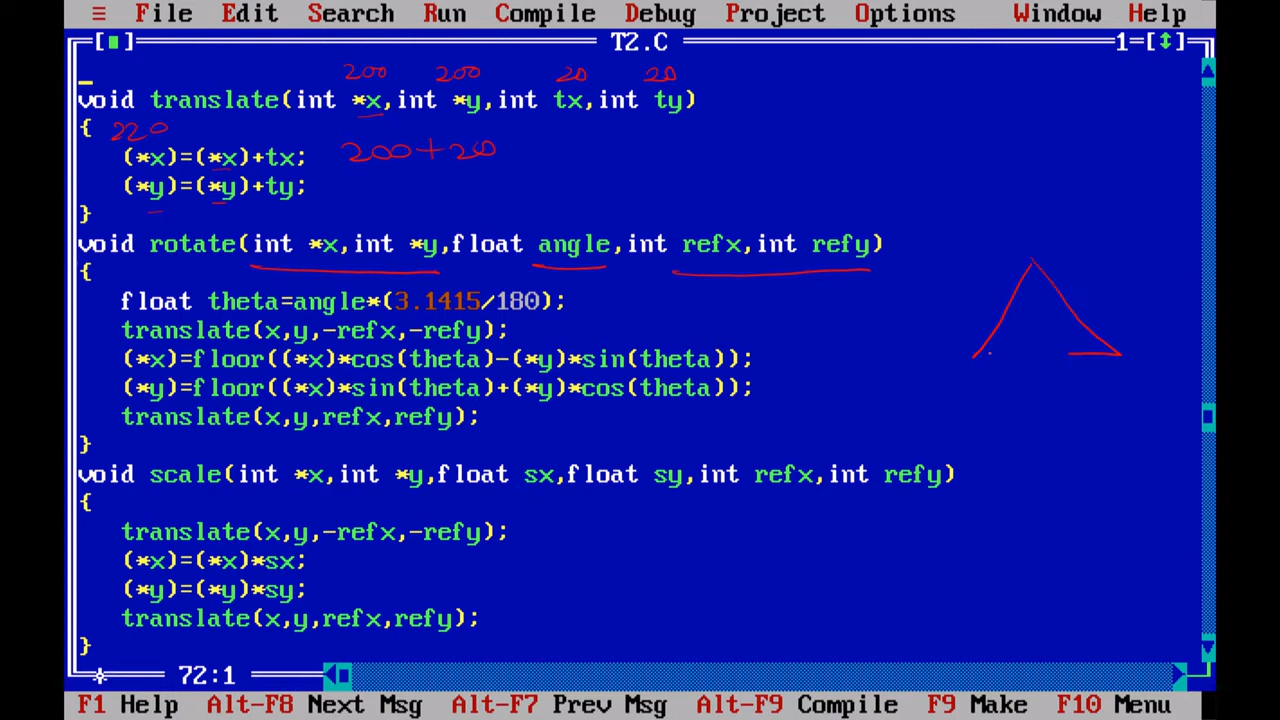 ≡ File Edit Search Run Compile Debug Project Options Window Help
[■] T2.C 1=[↕]
200 200 20 20
void translate(int *x,int *y,int tx,int ty)
{ 220
(*x)=(*x)+tx; 200+20
(*y)=(*y)+ty;
}
void rotate(int *x,int *y,float angle,int refx,int refy)
{
float theta=angle*(3.1415/180);
translate(x,y,-refx,-refy);
(*x)=floor((*x)*cos(theta)-(*y)*sin(theta));
(*y)=floor((*x)*sin(theta)+(*y)*cos(theta));
translate(x,y,refx,refy);
}
void scale(int *x,int *y,float sx,float sy,int refx,int refy)
{
translate(x,y,-refx,-refy);
(*x)=(*x)*sx;
(*y)=(*y)*sy;
translate(x,y,refx,refy);
}
72:1
F1 Help Alt-F8 Next Msg Alt-F7 Prev Msg Alt-F9 Compile F9 Make F10 Menu